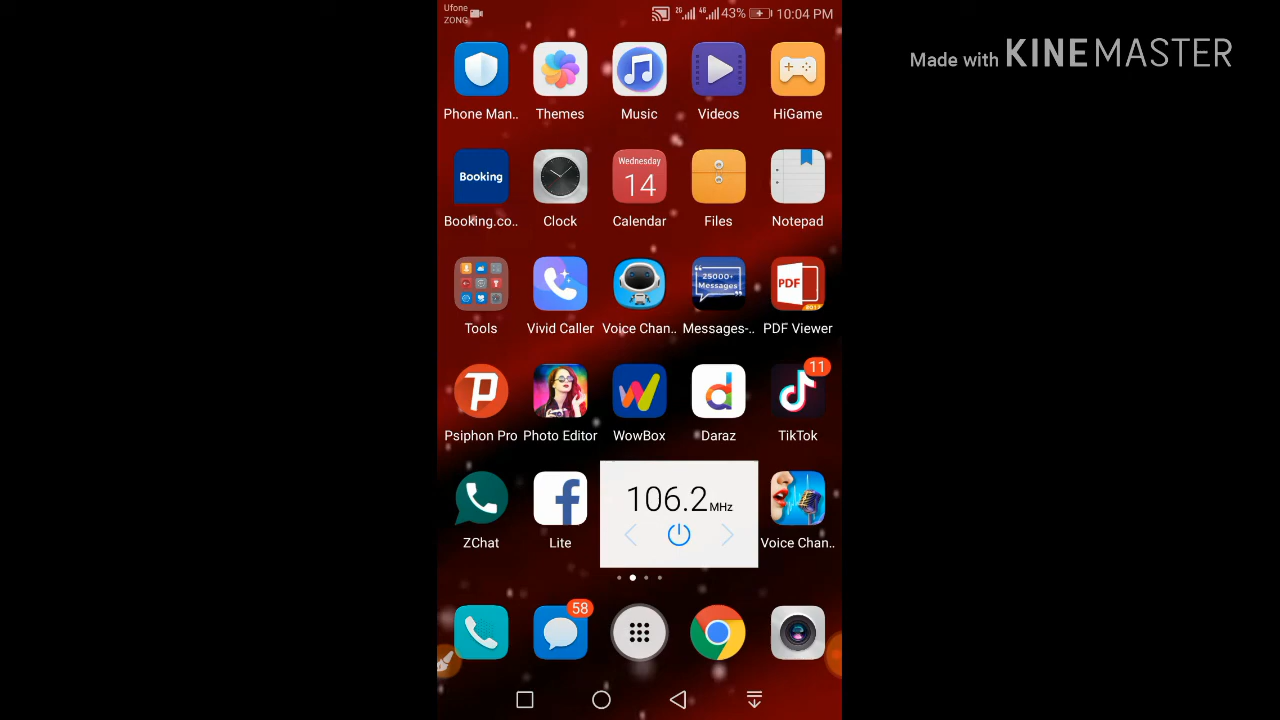 Ufone
ZONG
2G 4G 43% 10:04 PM
Made with KINEMASTER
Phone Man.. Themes Music Videos HiGame
Booking Wednesday 14
Booking.co.. Clock Calendar Files Notepad
25000+ Messages PDF
Tools Vivid Caller Voice Chan.. Messages-.. PDF Viewer
11
Psiphon Pro Photo Editor WowBox Daraz TikTok
106.2 MHz
ZChat Lite Voice Chan..
58